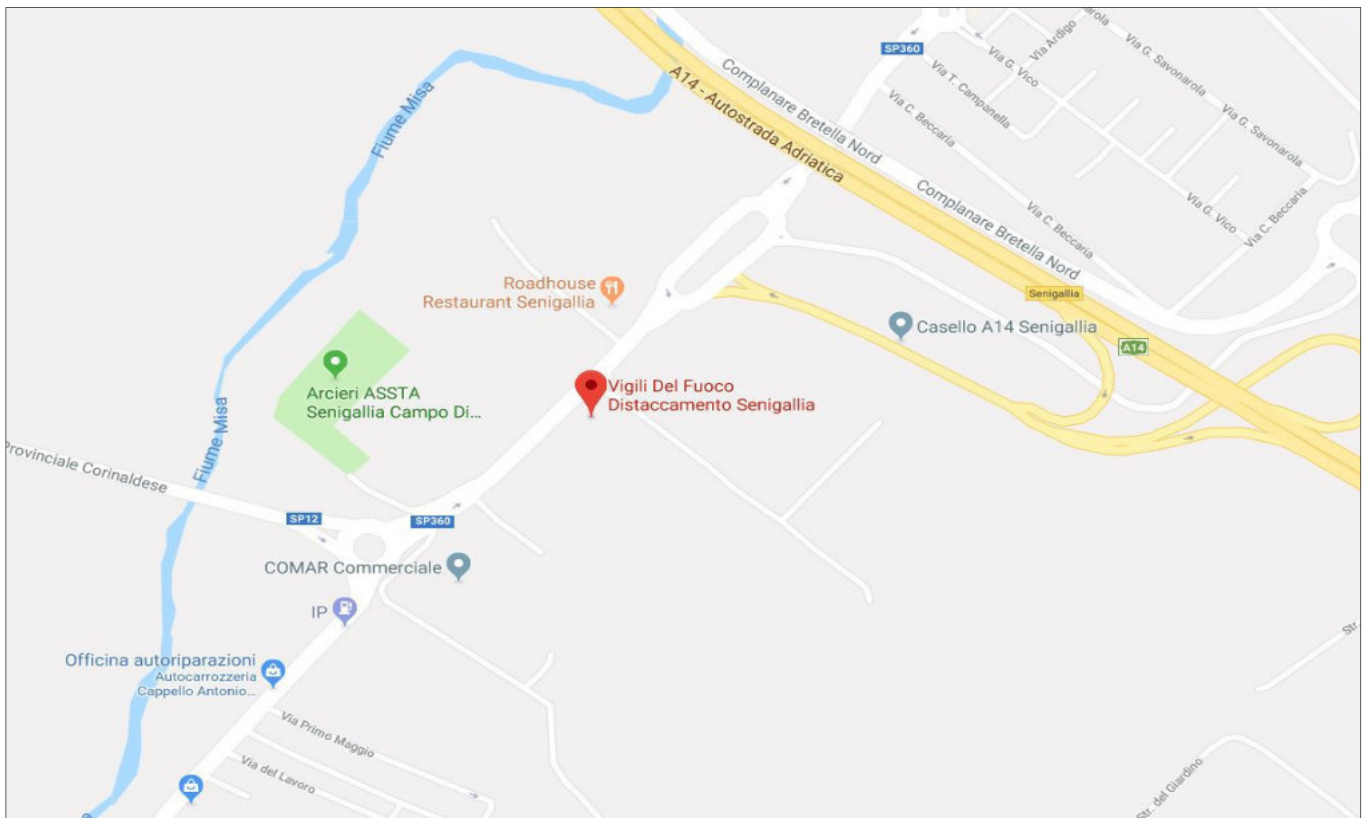 SP360
arola
Via Ardigo
Via G. Savonarola
Via G. Vico
Via T. Campanella
Via G. Savonarola
Via C. Beccaria
Complanare Bretella Nord
A14 - Autostrada Adriatica
Fiume Misa
Complanare Bretella Nord
Via C. Beccaria
Via G. Vico
Via C. Beccaria
Senigallia
Roadhouse
Restaurant Senigallia
Casello A14 Senigallia
A14
Arcieri ASSTA
Senigallia Campo Di...
Vigili Del Fuoco
Distaccamento Senigallia
Fiume Misa
Provinciale Corinaldese
SP12
SP360
COMAR Commerciale
IP
Str.
Officina autoriparazioni
Autocarrozzeria
Cappello Antonio...
Via Primo Maggio
Via del Lavoro
Str. del Giardino